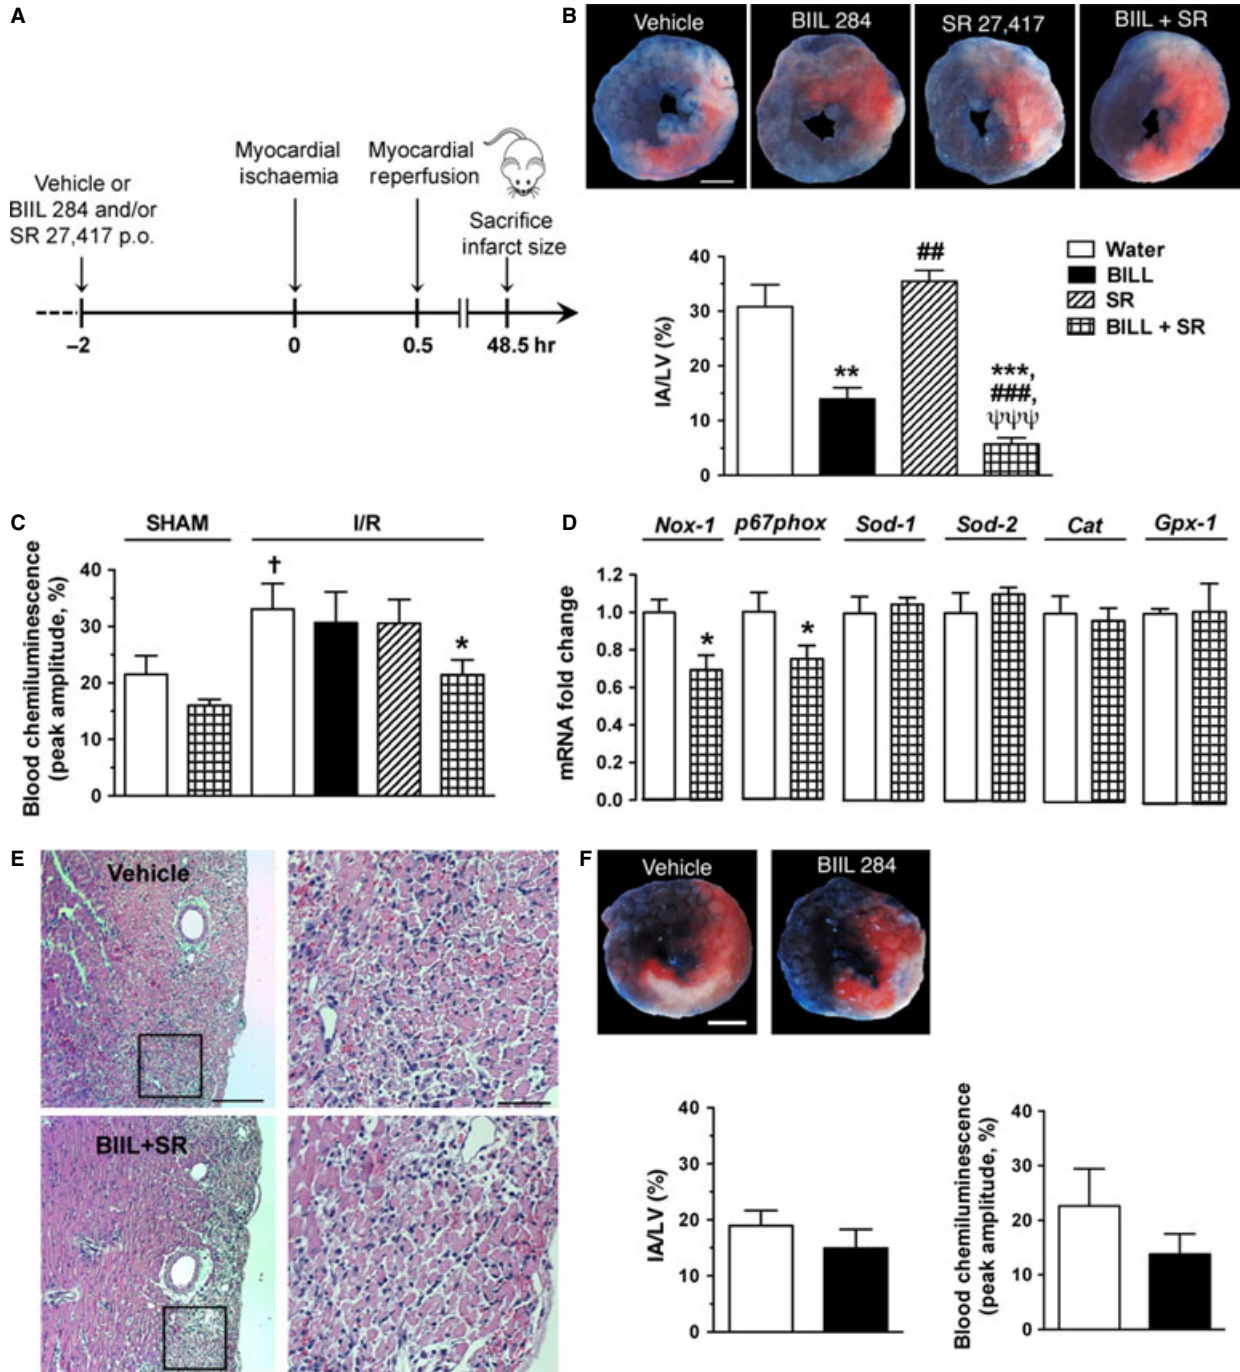 A
Vehicle or
BIIL 284 and/or
SR 27,417 p.o.
Myocardial
ischaemia
Myocardial
reperfusion
Sacrifice
infarct size
–2
0
0.5
48.5 hr
B
Vehicle
BIIL 284
SR 27,417
BIIL + SR
IA/LV (%)
40
30
20
10
0
**
##
***,
###,
ψψψ
Water
BILL
SR
BILL + SR
C
SHAM
I/R
Blood chemiluminescence
(peak amplitude, %)
40
30
20
10
0
†
*
D
Nox-1
p67phox
Sod-1
Sod-2
Cat
Gpx-1
mRNA fold change
1.2
1.0
0.8
0.6
0.4
0.2
0.0
*
*
E
Vehicle
BIIL+SR
F
Vehicle
BIIL 284
IA/LV (%)
40
30
20
10
0
Blood chemiluminescence
(peak amplitude, %)
40
30
20
10
0